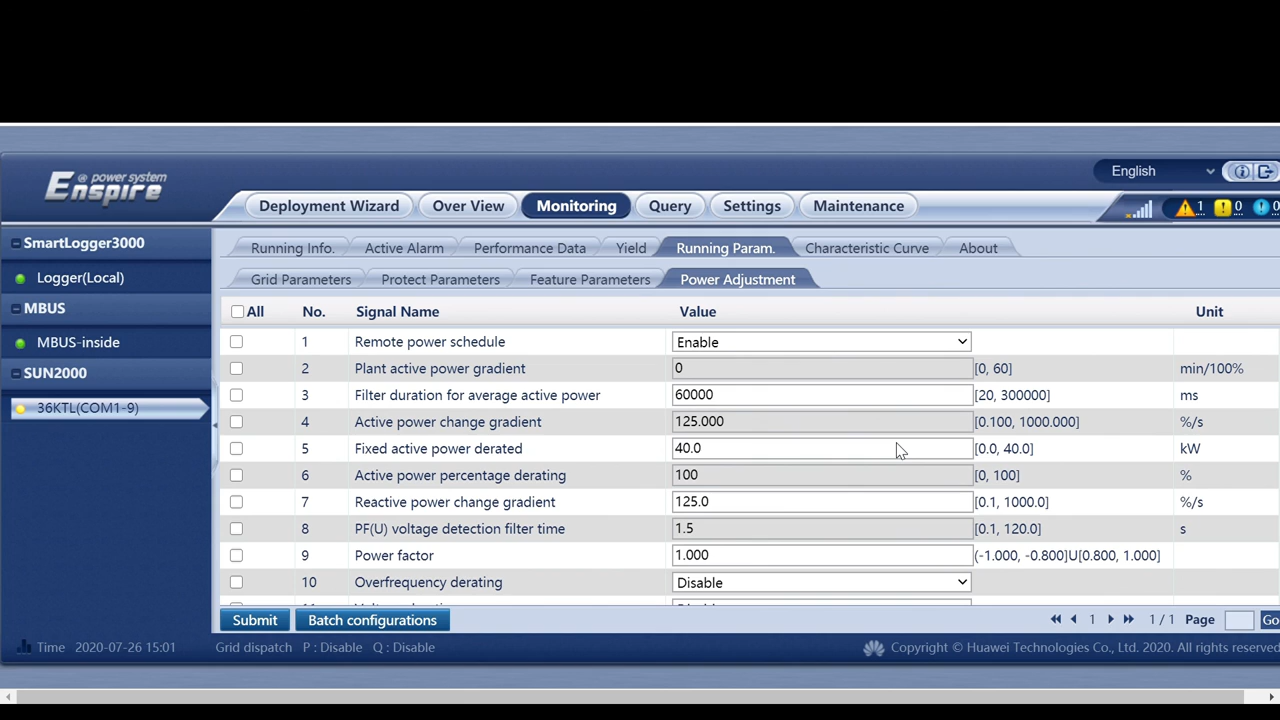 English
Enspire @ power system
Deployment Wizard Over View Monitoring Query Settings Maintenance 1 0 0
SmartLogger3000 Running Info. Active Alarm Performance Data Yield Running Param. Characteristic Curve About
Logger(Local) Grid Parameters Protect Parameters Feature Parameters Power Adjustment
MBUS All No. Signal Name Value Unit
MBUS-inside 1 Remote power schedule Enable
SUN2000 2 Plant active power gradient 0 [0, 60] min/100%
3 Filter duration for average active power 60000 [20, 300000] ms
36KTL(COM1-9) 4 Active power change gradient 125.000 [0.100, 1000.000] %/s
5 Fixed active power derated 40.0 [0.0, 40.0] kW
6 Active power percentage derating 100 [0, 100] %
7 Reactive power change gradient 125.0 [0.1, 1000.0] %/s
8 PF(U) voltage detection filter time 1.5 [0.1, 120.0] s
9 Power factor 1.000 (-1.000, -0.800]U[0.800, 1.000]
10 Overfrequency derating Disable
Submit Batch configurations 1 1 / 1 Page Go
Time 2020-07-26 15:01 Grid dispatch P : Disable Q : Disable Copyright © Huawei Technologies Co., Ltd. 2020. All rights reserved